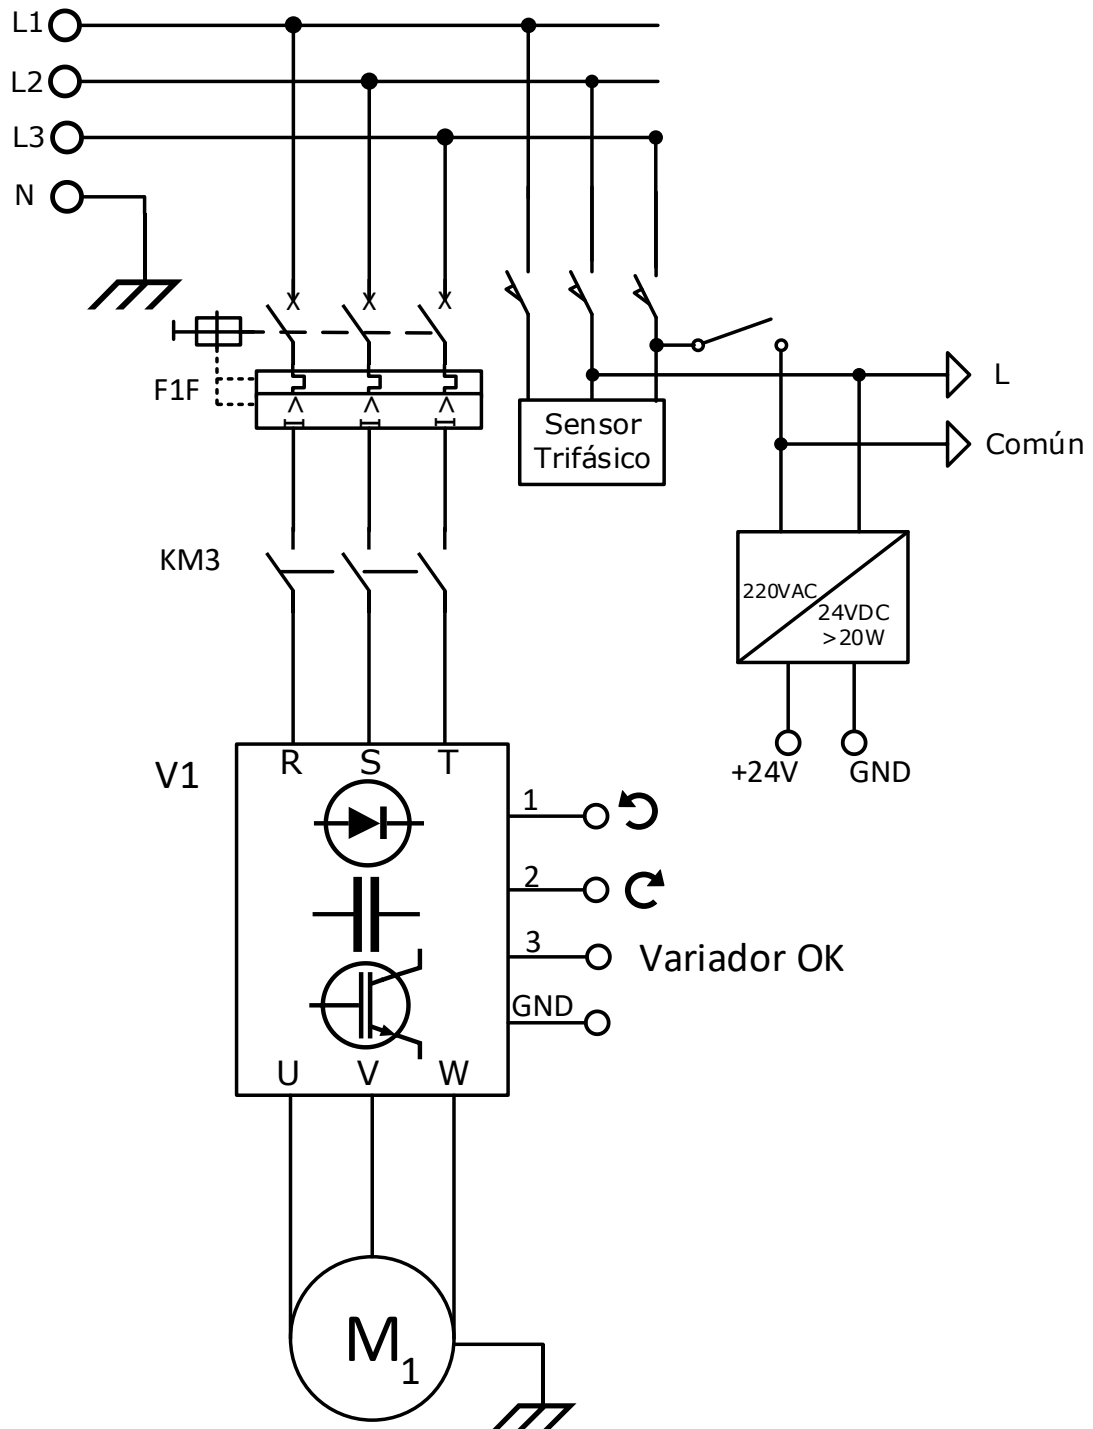 L1
L2
L3
N
F1F
Sensor
Trifásico
L
Común
KM3
220VAC
24VDC
>20W
+24V
GND
V1
R S T
1
2
3
Variador OK
GND
U V W
M1